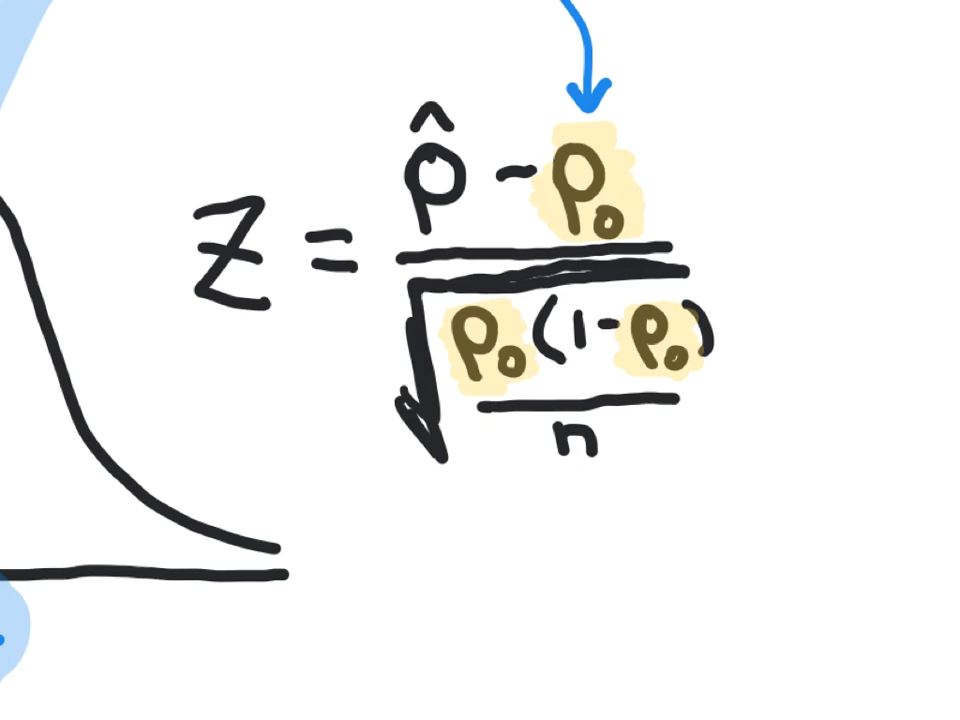 Z = p̂ - p₀
√ p₀(1-p₀)
n